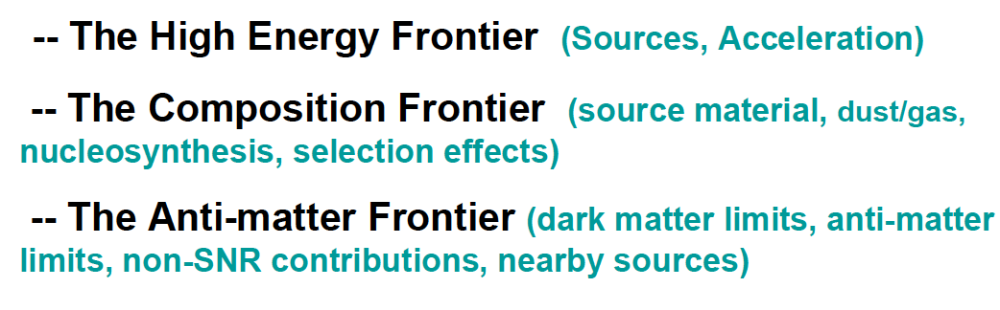 -- The High Energy Frontier (Sources, Acceleration)
-- The Composition Frontier (source material, dust/gas,
nucleosynthesis, selection effects)
-- The Anti-matter Frontier (dark matter limits, anti-matter
limits, non-SNR contributions, nearby sources)